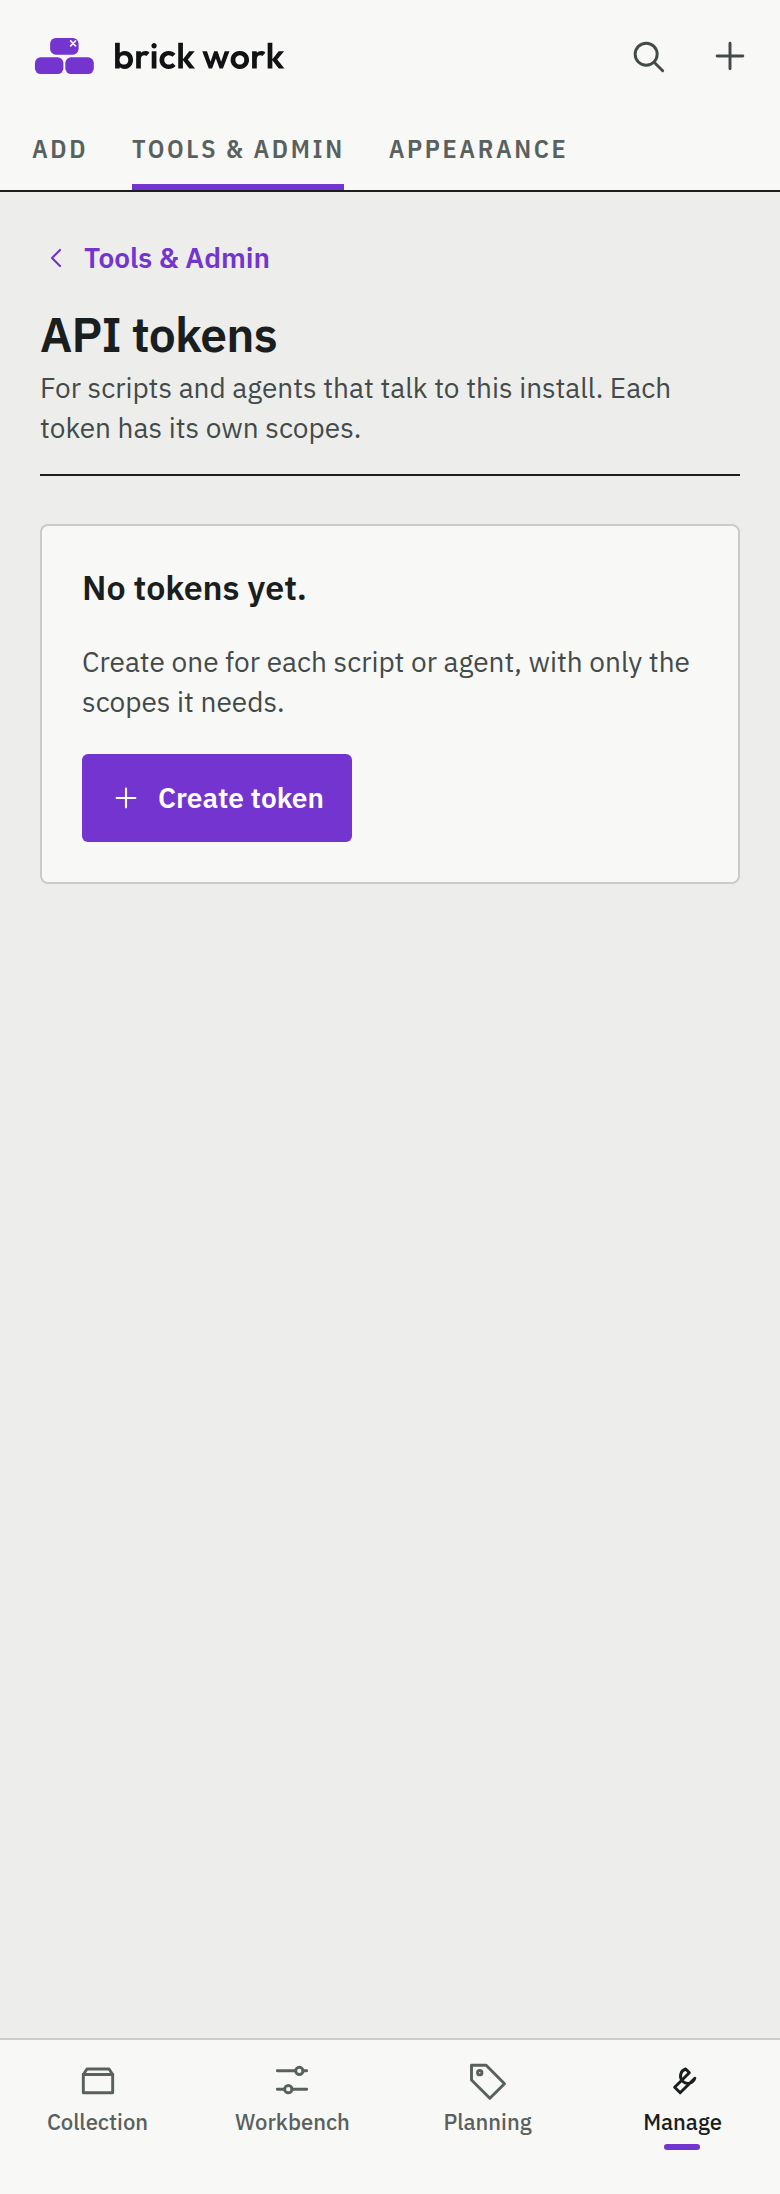 brick work
ADD TOOLS & ADMIN APPEARANCE
Tools & Admin
API tokens
For scripts and agents that talk to this install. Each
token has its own scopes.
No tokens yet.
Create one for each script or agent, with only the
scopes it needs.
Create token
Collection Workbench Planning Manage